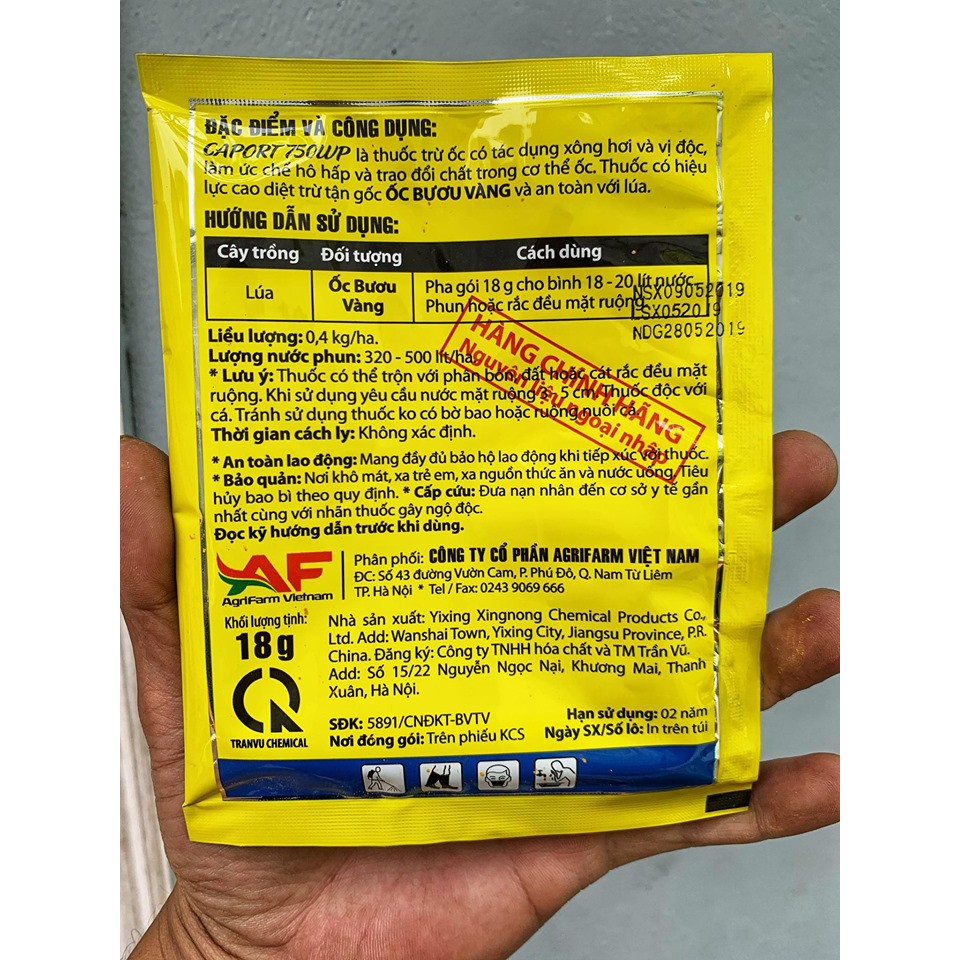 ĐẶC ĐIỂM VÀ CÔNG DỤNG:
CAPORT 750WP là thuốc trừ ốc có tác dụng xông hơi và vị độc,
làm ức chế hô hấp và trao đổi chất trong cơ thể ốc. Thuốc có hiệu
lực cao diệt trừ tận gốc ỐC BƯƠU VÀNG và an toàn với lúa.
HƯỚNG DẪN SỬ DỤNG:
Cây trồng Đối tượng Cách dùng
Lúa
Ốc Bươu
Vàng
Pha gói 18 g cho bình 18 - 20 lít nước.
Phun hoặc rắc đều mặt ruộng.
NSX09052019
LSX052019
NDG28052019
HÀNG CHÍNH HÃNG
Nguyên liệu ngoại nhập
Liều lượng: 0,4 kg/ha.
Lượng nước phun: 320 - 500 lít/ha
* Lưu ý: Thuốc có thể trộn với phân bón, đất hoặc cát rắc đều mặt
ruộng. Khi sử dụng yêu cầu nước mặt ruộng 3 - 5 cm. Thuốc độc với
cá. Tránh sử dụng thuốc ko có bờ bao hoặc ruộng nuôi cá.
Thời gian cách ly: Không xác định.
* An toàn lao động: Mang đầy đủ bảo hộ lao động khi tiếp xúc với thuốc.
* Bảo quản: Nơi khô mát, xa trẻ em, xa nguồn thức ăn và nước uống. Tiêu
hủy bao bì theo quy định. * Cấp cứu: Đưa nạn nhân đến cơ sở y tế gần
nhất cùng với nhãn thuốc gây ngộ độc.
Đọc kỹ hướng dẫn trước khi dùng.
AF
AgriFarm Vietnam
Phân phối: CÔNG TY CỔ PHẦN AGRIFARM VIỆT NAM
ĐC: Số 43 đường Vườn Cam, P. Phú Đô, Q. Nam Từ Liêm
TP. Hà Nội * Tel / Fax: 0243 9069 666
Khối lượng tịnh:
18 g
TRANVU CHEMICAL
Nhà sản xuất: Yixing Xingnong Chemical Products Co.,
Ltd. Add: Wanshai Town, Yixing City, Jiangsu Province, P.R.
China. Đăng ký: Công ty TNHH hóa chất và TM Trần Vũ.
Add: Số 15/22 Nguyễn Ngọc Nại, Khương Mai, Thanh
Xuân, Hà Nội.
SĐK: 5891/CNĐKT-BVTV
Nơi đóng gói: Trên phiếu KCS
Hạn sử dụng: 02 năm
Ngày SX/Số lô: In trên túi